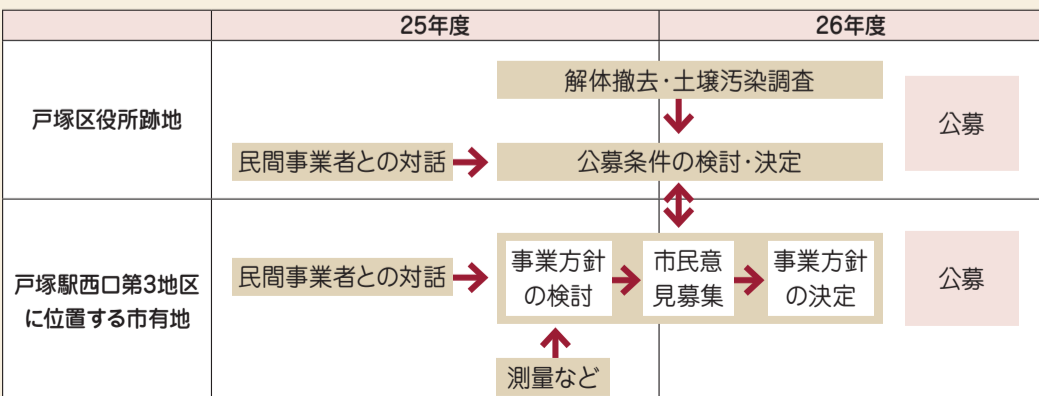 25年度
26年度
戸塚区役所跡地
解体撤去・土壌汚染調査
民間事業者との対話
公募条件の検討・決定
公募
戸塚駅西口第3地区
に位置する市有地
民間事業者との対話
事業方針
の検討
市民意
見募集
事業方針
の決定
測量など
公募